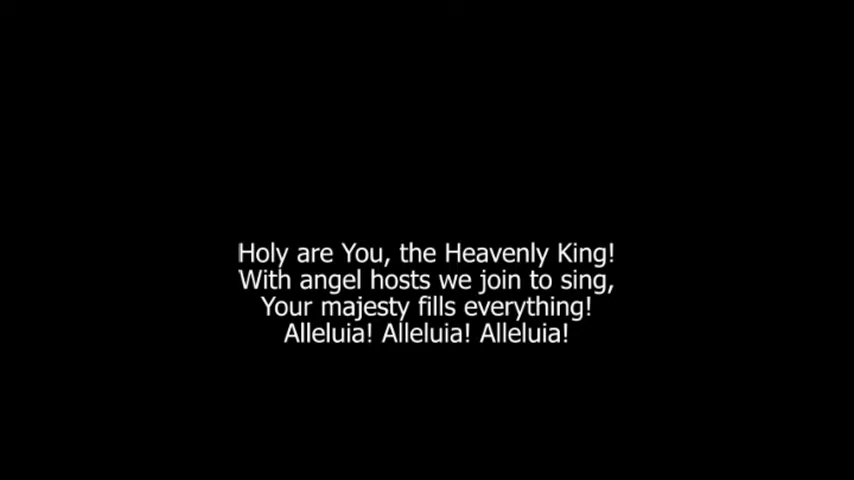 Holy are You, the Heavenly King!
With angel hosts we join to sing,
Your majesty fills everything!
Alleluia! Alleluia! Alleluia!